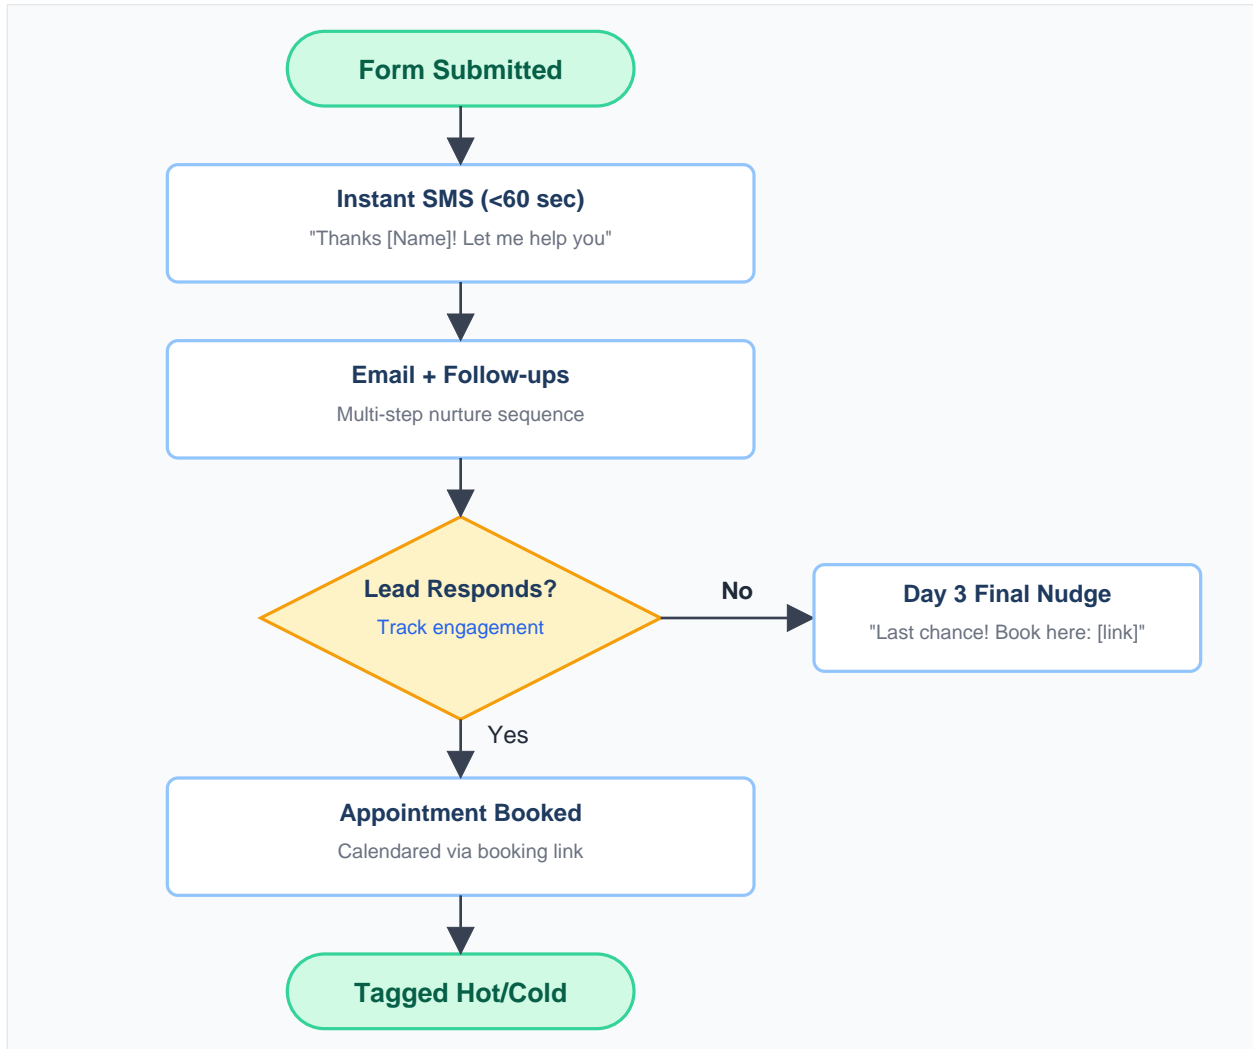 Form Submitted
Instant SMS (<60 sec)
"Thanks [Name]! Let me help you"
Email + Follow-ups
Multi-step nurture sequence
Lead Responds?
Track engagement
No
Day 3 Final Nudge
"Last chance! Book here: [link]"
Yes
Appointment Booked
Calendared via booking link
Tagged Hot/Cold